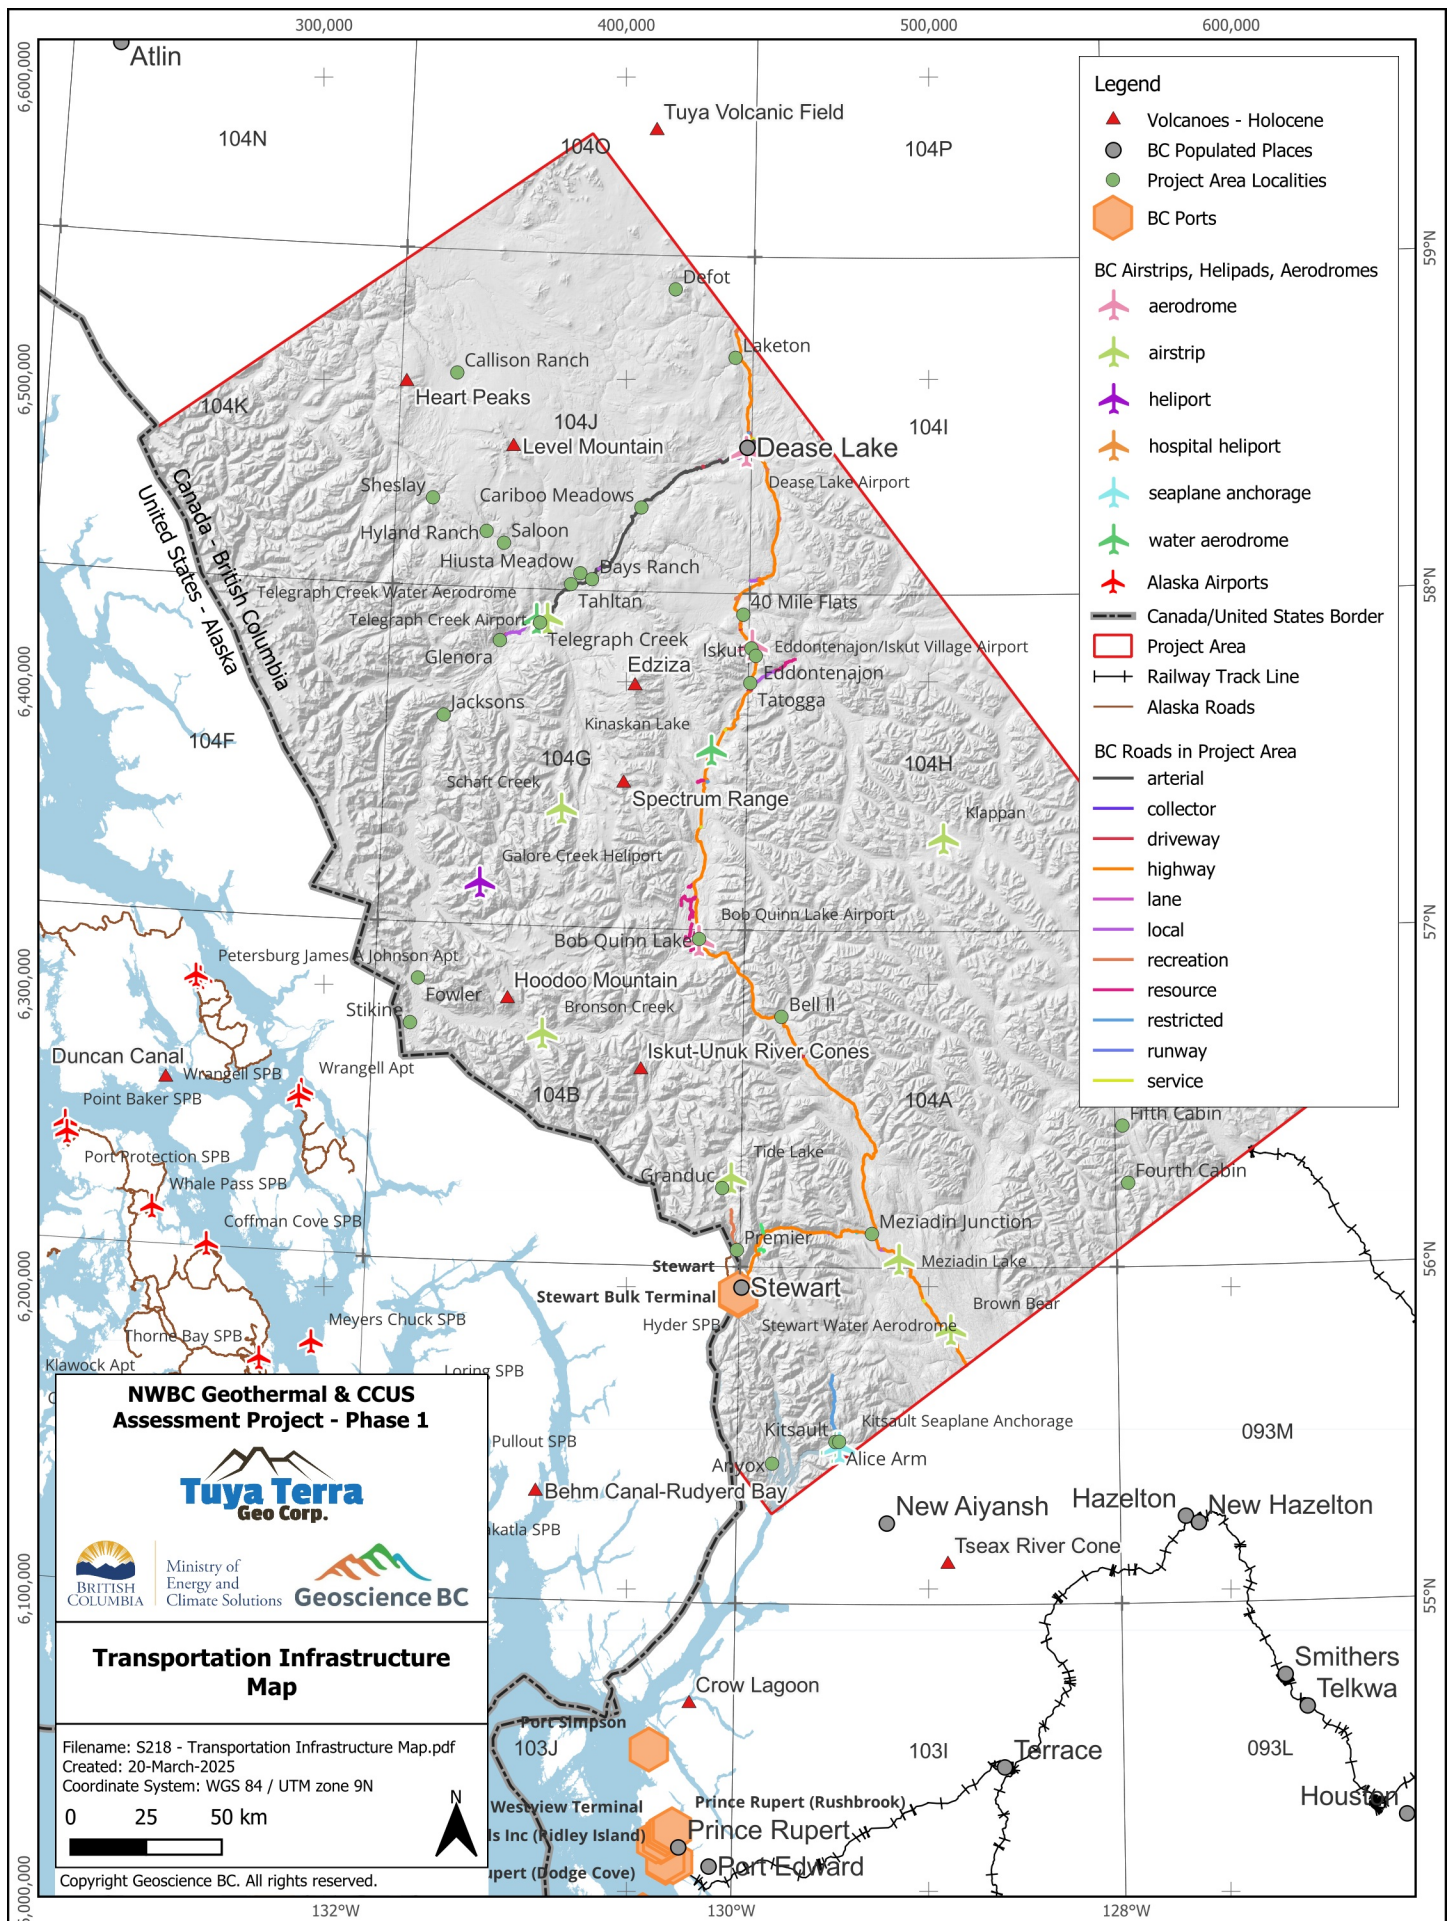 300,000 400,000 500,000 600,000
6,600,000
6,500,000
6,400,000
6,300,000
6,200,000
6,100,000
59°N
58°N
57°N
56°N
55°N
132°W 130°W 128°W
Atlin
Tuya Volcanic Field
104N
104O
104P
Defot
Laketon
Callison Ranch
Heart Peaks
104K
104J
104I
Level Mountain
Dease Lake
Dease Lake Airport
Sheslay
Cariboo Meadows
Hyland Ranch
Saloon
Hiusta Meadow
Days Ranch
Canada - British Columbia
United States - Alaska
Telegraph Creek Water Aerodrome
Tahltan
40 Mile Flats
Telegraph Creek Airport
Telegraph Creek
Glenora
Iskut
Eddontenajon/Iskut Village Airport
Edziza
Eddontenajon
Tatogga
Jacksons
Kinaskan Lake
104F
104G
104H
Schaft Creek
Spectrum Range
Klappan
Galore Creek Heliport
Bob Quinn Lake Airport
Bob Quinn Lake
Petersburg James A Johnson Apt
Hoodoo Mountain
Fowler
Bronson Creek
Stikine
Bell II
Duncan Canal
Wrangell SPB
Wrangell Apt
Iskut-Unuk River Cones
Point Baker SPB
104B
104A
Fifth Cabin
Port Protection SPB
Tide Lake
Whale Pass SPB
Granduc
Fourth Cabin
Coffman Cove SPB
Meziadin Junction
Premier
Meziadin Lake
Stewart
Stewart
Stewart Bulk Terminal
Brown Bear
Meyers Chuck SPB
Hyder SPB
Stewart Water Aerodrome
Thorne Bay SPB
Klawock Apt
Loring SPB
Kitsault
Kitsault Seaplane Anchorage
Pullout SPB
093M
Anyox
Alice Arm
Behm Canal-Rudyerd Bay
New Aiyansh
Hazelton
New Hazelton
Tseax River Cone
Smithers
Telkwa
Crow Lagoon
Port Simpson
103J
103I
Terrace
093L
Houston
Westview Terminal
Prince Rupert (Rushbrook)
ls Inc (Ridley Island)
Prince Rupert
Port Edward
upert (Dodge Cove)
Legend
Volcanoes - Holocene
BC Populated Places
Project Area Localities
BC Ports
BC Airstrips, Helipads, Aerodromes
aerodrome
airstrip
heliport
hospital heliport
seaplane anchorage
water aerodrome
Alaska Airports
Canada/United States Border
Project Area
Railway Track Line
Alaska Roads
BC Roads in Project Area
arterial
collector
driveway
highway
lane
local
recreation
resource
restricted
runway
service
NWBC Geothermal & CCUS
Assessment Project - Phase 1
Tuya Terra
Geo Corp.
BRITISH
COLUMBIA
Ministry of
Energy and
Climate Solutions
Geoscience BC
Transportation Infrastructure
Map
Filename: S218 - Transportation Infrastructure Map.pdf
Created: 20-March-2025
Coordinate System: WGS 84 / UTM zone 9N
0 25 50 km
N
Copyright Geoscience BC. All rights reserved.